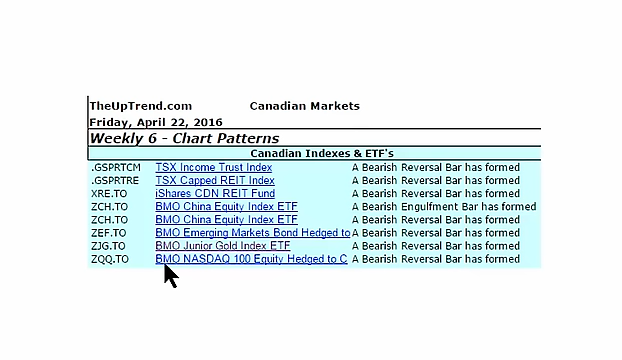 TheUpTrend.com Canadian Markets
Friday, April 22, 2016
Weekly 6 - Chart Patterns
Canadian Indexes & ETF's
.GSPRTCM TSX Income Trust Index A Bearish Reversal Bar has formed
.GSPRTRE TSX Capped REIT Index A Bearish Reversal Bar has formed
XRE.TO iShares CDN REIT Fund A Bearish Reversal Bar has formed
ZCH.TO BMO China Equity Index ETF A Bearish Engulfment Bar has formed
ZCH.TO BMO China Equity Index ETF A Bearish Reversal Bar has formed
ZEF.TO BMO Emerging Markets Bond Hedged to A Bearish Reversal Bar has formed
ZJG.TO BMO Junior Gold Index ETF A Bearish Reversal Bar has formed
ZQQ.TO BMO NASDAQ 100 Equity Hedged to C A Bearish Reversal Bar has formed